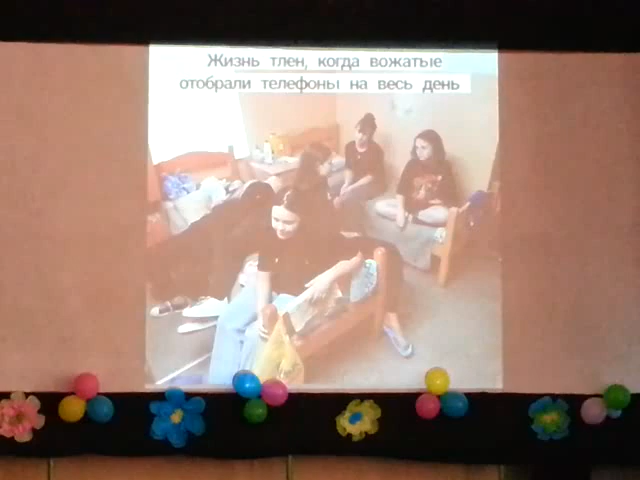 Жизнь тлен, когда вожатые
отобрали телефоны на весь день